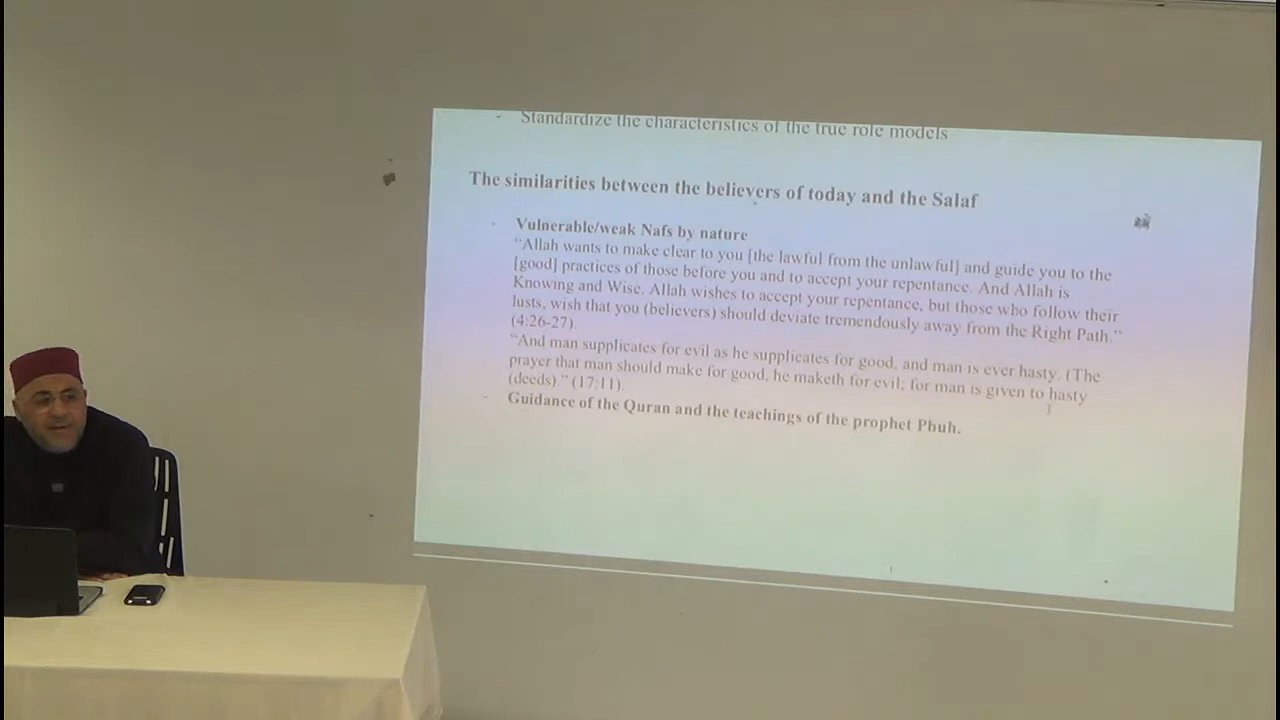 - Standardize the characteristics of the true role models
The similarities between the believers of today and the Salaf
- Vulnerable/weak Nafs by nature
"Allah wants to make clear to you [the lawful from the unlawful] and guide you to the
[good] practices of those before you and to accept your repentance. And Allah is
Knowing and Wise. Allah wishes to accept your repentance, but those who follow their
lusts, wish that you (believers) should deviate tremendously away from the Right Path."
(4:26-27).
"And man supplicates for evil as he supplicates for good, and man is ever hasty. (The
prayer that man should make for good, he maketh for evil; for man is given to hasty
(deeds)." (17:11).
- Guidance of the Quran and the teachings of the prophet Pbuh.